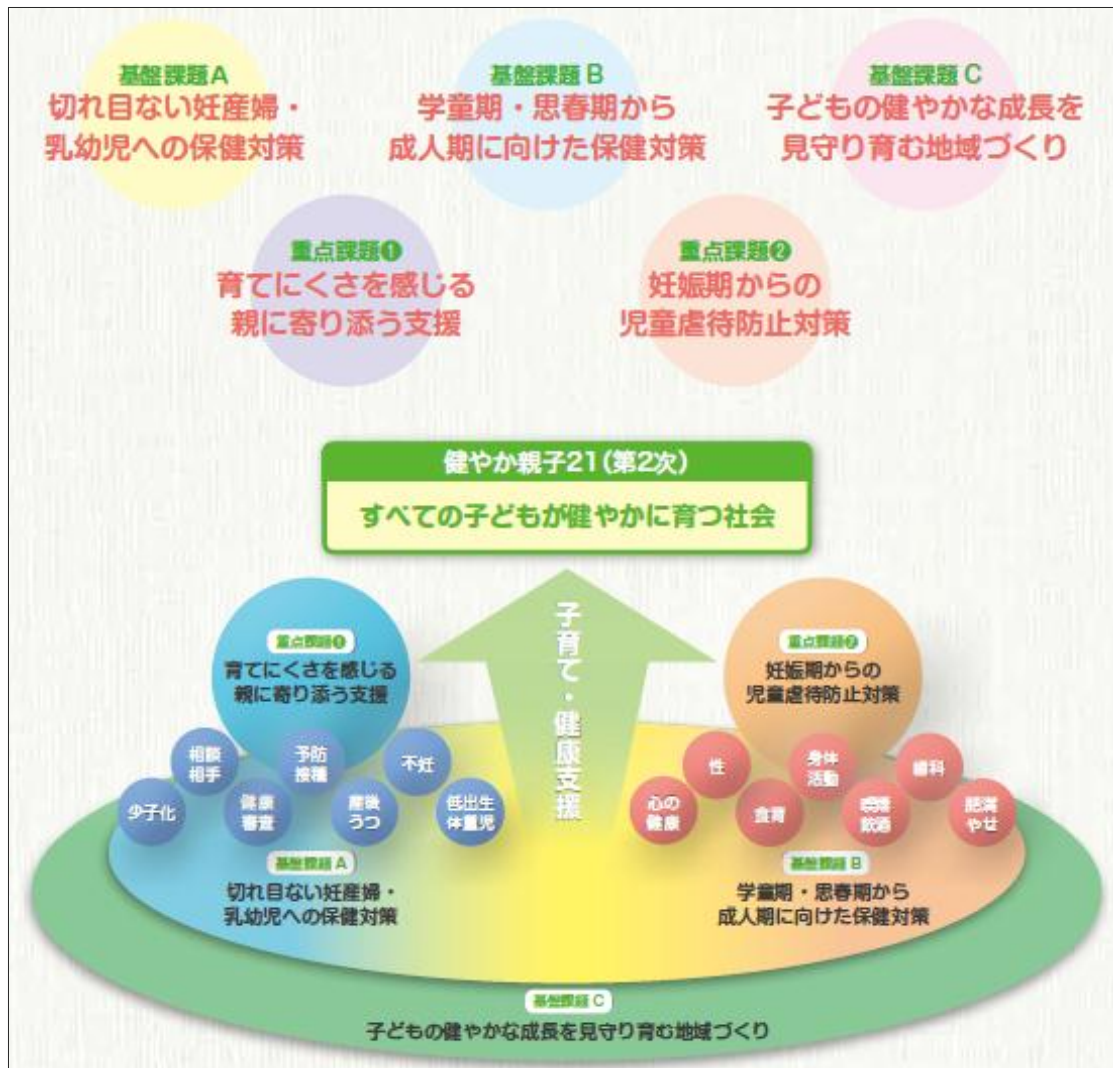 基盤課題A
切れ目ない妊産婦・
乳幼児への保健対策
基盤課題B
学童期・思春期から
成人期に向けた保健対策
基盤課題C
子どもの健やかな成長を
見守り育む地域づくり
重点課題❶
育てにくさを感じる
親に寄り添う支援
重点課題❷
妊娠期からの
児童虐待防止対策
健やか親子21(第2次)
すべての子どもが健やかに育つ社会
子育て・健康支援
重点課題❶
育てにくさを感じる
親に寄り添う支援
重点課題❷
妊娠期からの
児童虐待防止対策
少子化
相談
相手
健康
審査
予防
接種
産後
うつ
不妊
低出生
体重児
心の
健康
性
食育
身体
活動
喫煙
飲酒
歯科
肥満
やせ
基盤課題A
切れ目ない妊産婦・
乳幼児への保健対策
基盤課題B
学童期・思春期から
成人期に向けた保健対策
基盤課題C
子どもの健やかな成長を見守り育む地域づくり